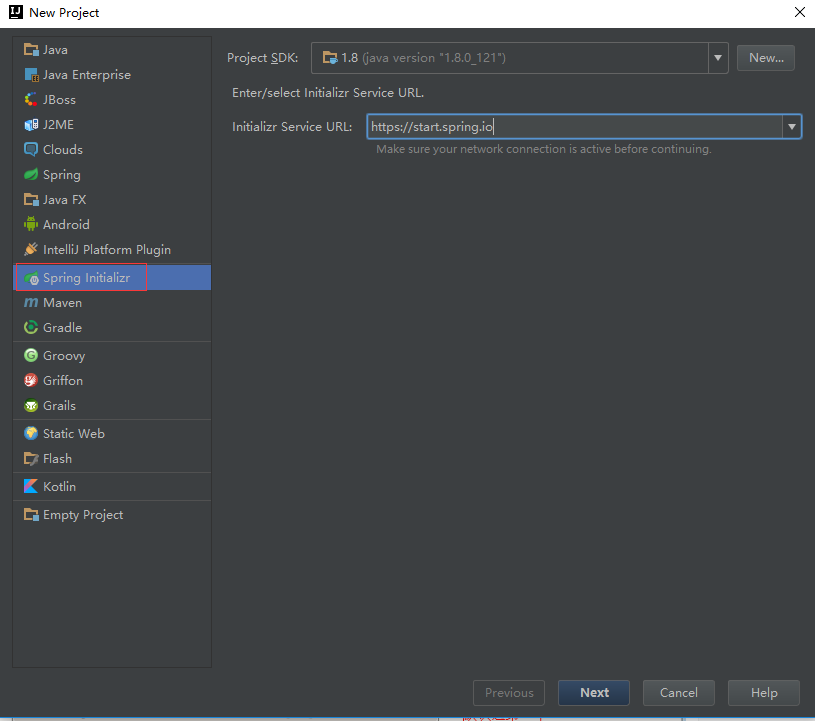 New Project
Java
Java Enterprise
JBoss
J2ME
Clouds
Spring
Java FX
Android
IntelliJ Platform Plugin
Spring Initializr
Maven
Gradle
Groovy
Griffon
Grails
Static Web
Flash
Kotlin
Empty Project
Project SDK: 1.8 (java version "1.8.0_121") New...
Enter/select Initializr Service URL.
Initializr Service URL: https://start.spring.io
Make sure your network connection is active before continuing.
Previous Next Cancel Help